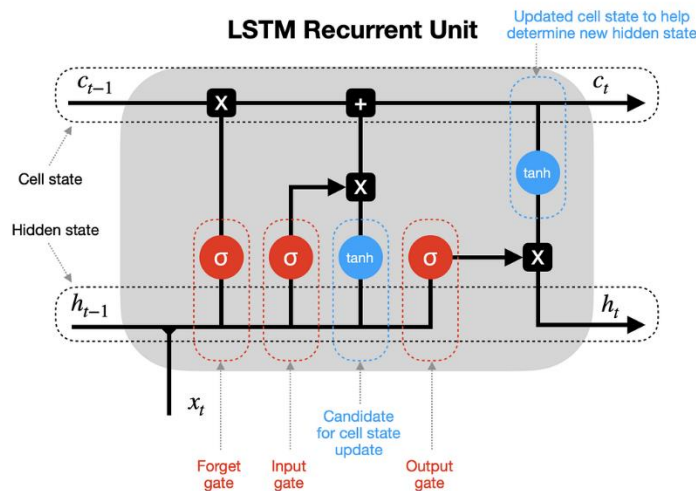 LSTM Recurrent Unit
Updated cell state to help
determine new hidden state
c_{t-1}
c_t
X
+
Cell state
X
tanh
Hidden state
σ
σ
tanh
σ
X
h_{t-1}
h_t
x_t
Candidate
for cell state
update
Forget
gate
Input
gate
Output
gate